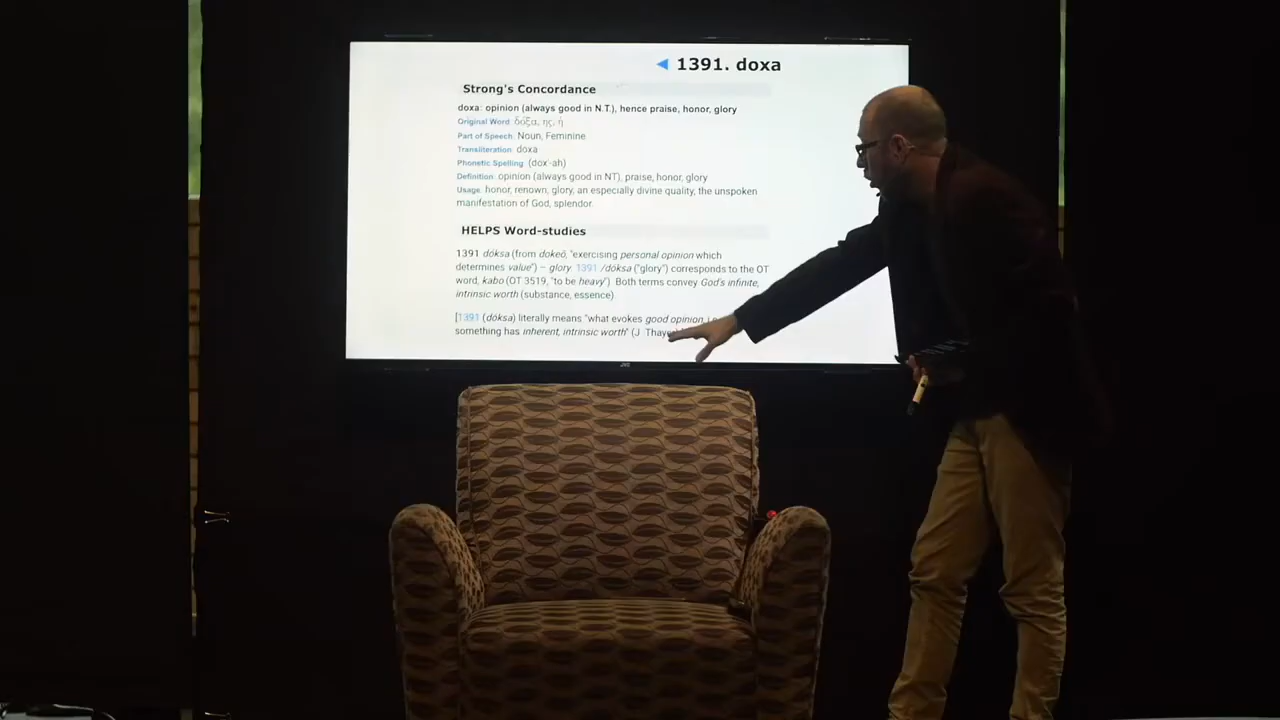 ◄ 1391. doxa
Strong's Concordance
doxa: opinion (always good in N.T.), hence praise, honor, glory
Original Word: δόξα, ης, ἡ
Part of Speech: Noun, Feminine
Transliteration: doxa
Phonetic Spelling: (dox'-ah)
Definition: opinion (always good in NT), praise, honor, glory
Usage: honor, renown; glory, an especially divine quality, the unspoken
manifestation of God, splendor.
HELPS Word-studies
1391 dóksa (from dokeō, "exercising personal opinion which
determines value") – glory. 1391 /dóksa ("glory") corresponds to the OT
word, kabo (OT 3519, "to be heavy"). Both terms convey God's infinite,
intrinsic worth (substance, essence).
[1391 (dóksa) literally means "what evokes good opinion,
something has inherent, intrinsic worth" (J. Thaye
JVC